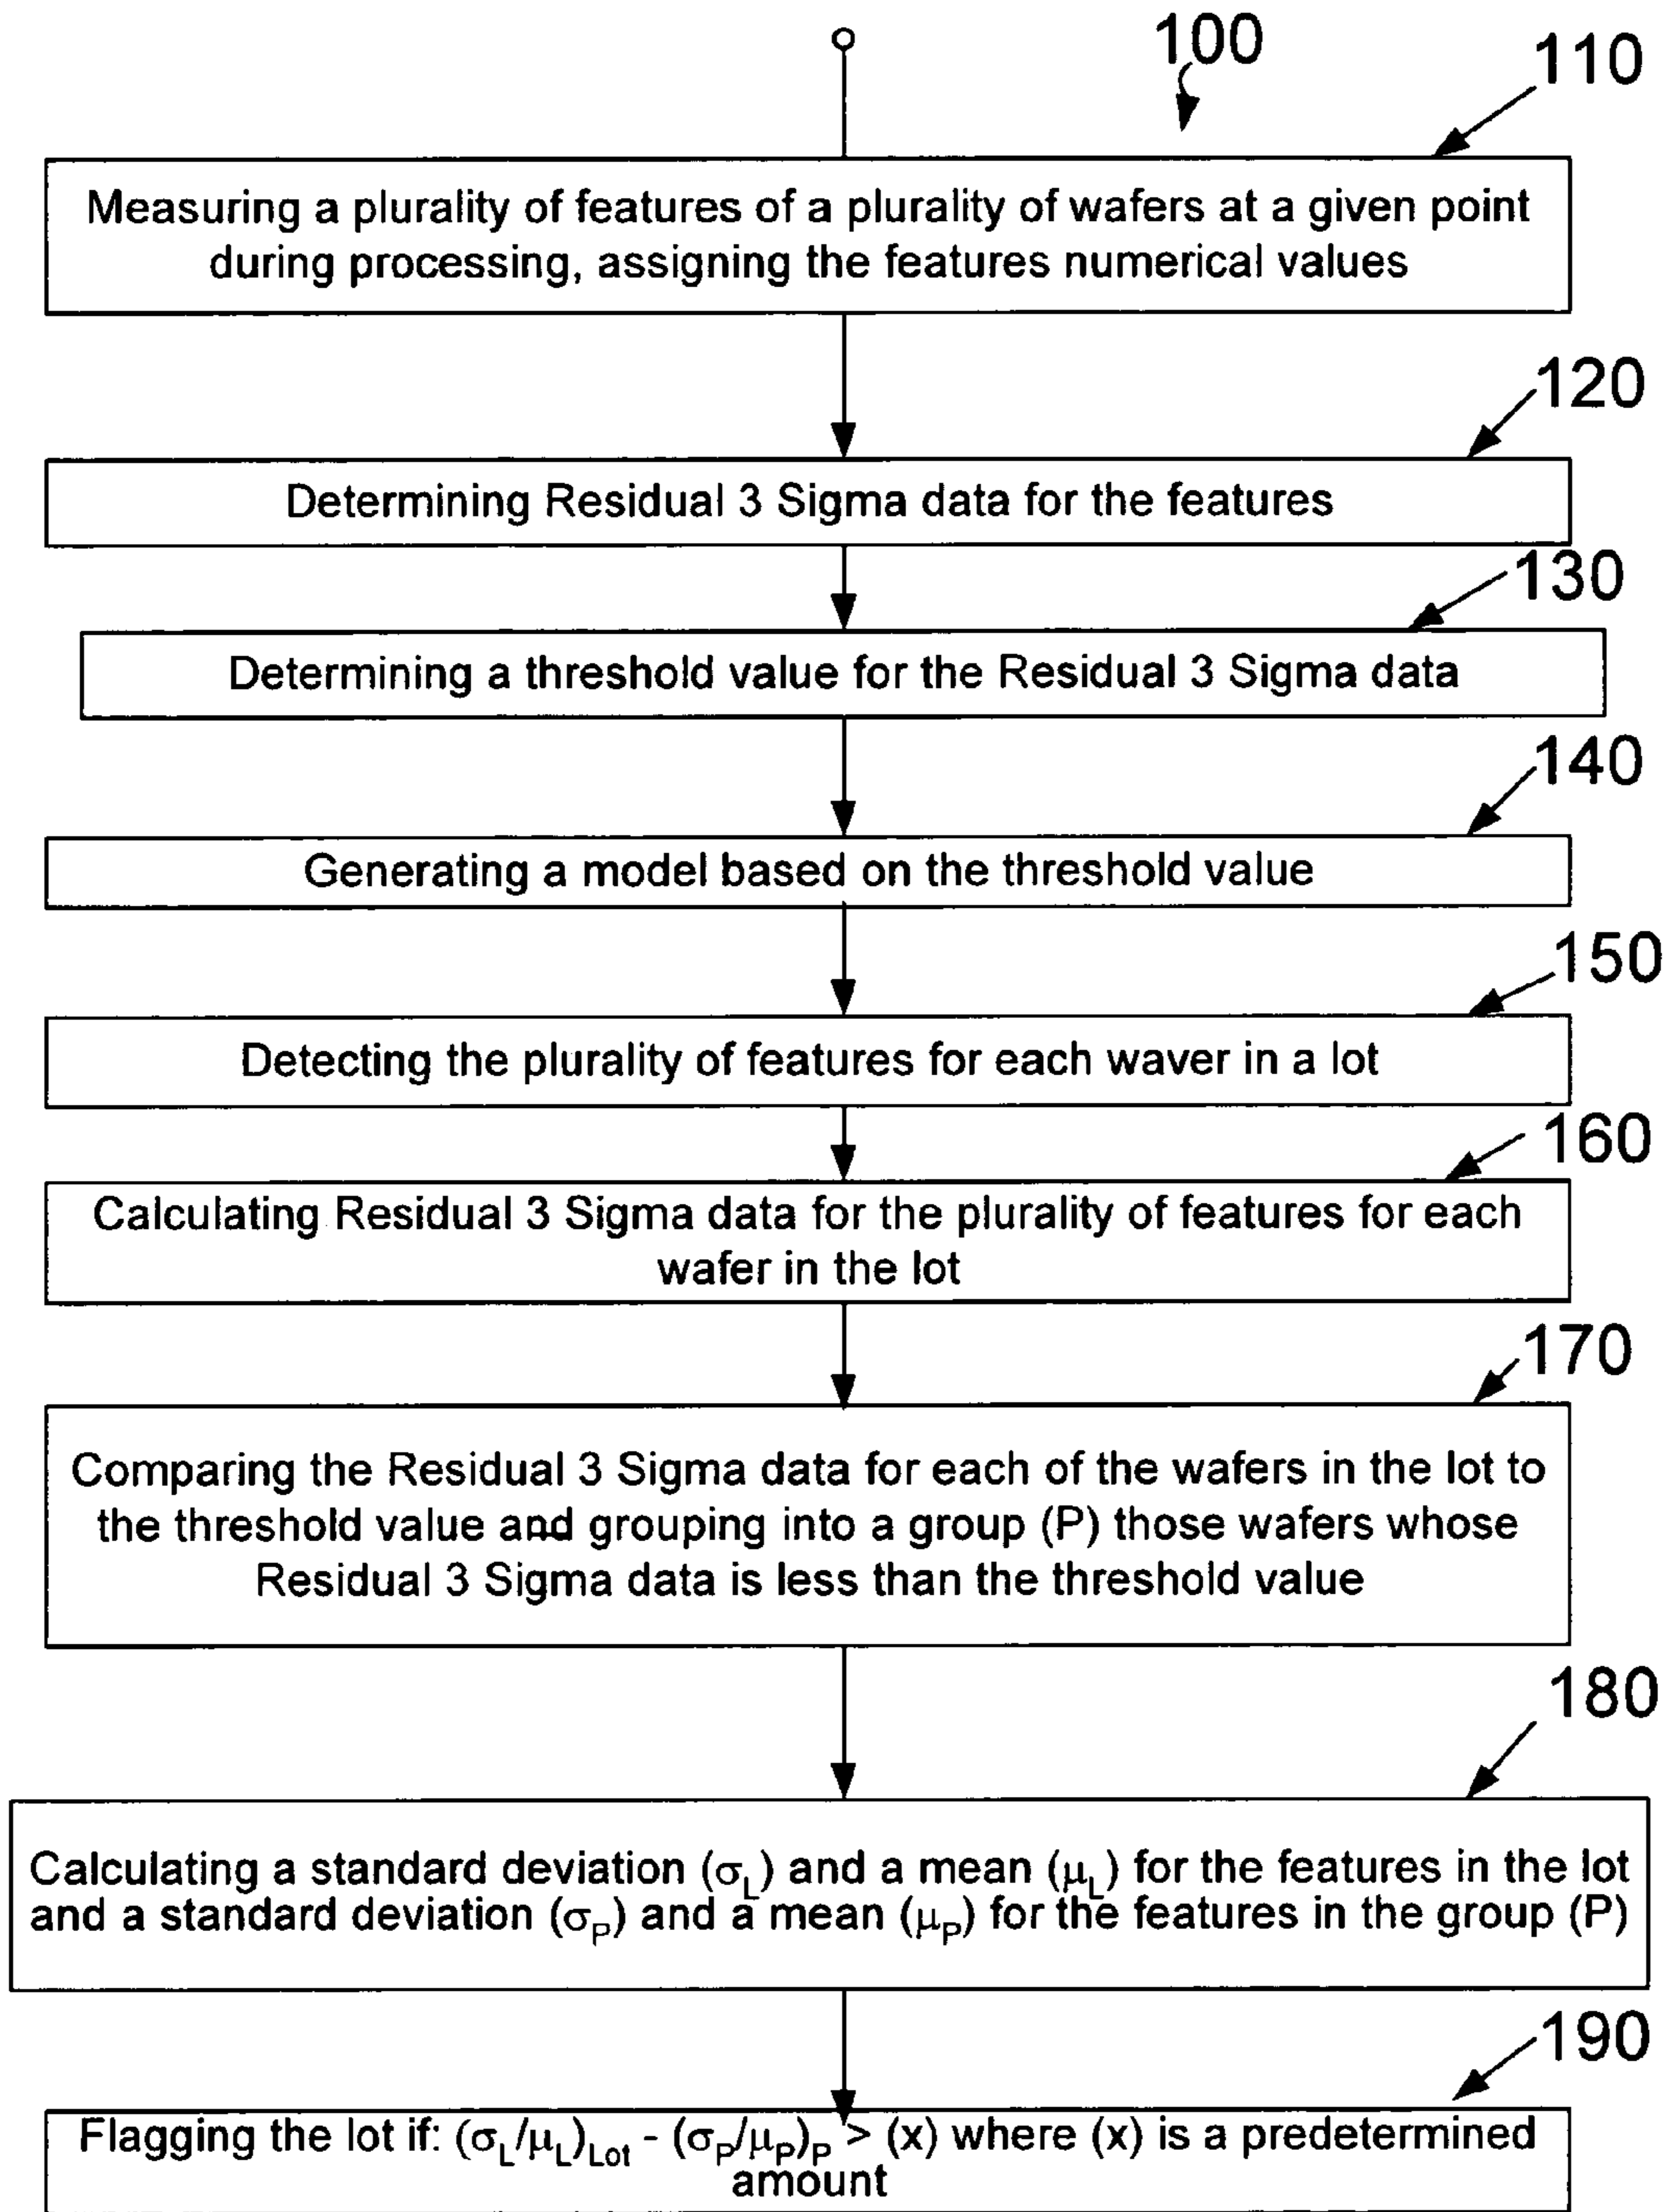 100
110
Measuring a plurality of features of a plurality of wafers at a given point
during processing, assigning the features numerical values
120
Determining Residual 3 Sigma data for the features
130
Determining a threshold value for the Residual 3 Sigma data
140
Generating a model based on the threshold value
150
Detecting the plurality of features for each waver in a lot
160
Calculating Residual 3 Sigma data for the plurality of features for each
wafer in the lot
170
Comparing the Residual 3 Sigma data for each of the wafers in the lot to
the threshold value and grouping into a group (P) those wafers whose
Residual 3 Sigma data is less than the threshold value
180
Calculating a standard deviation (σL) and a mean (μL) for the features in the lot
and a standard deviation (σP) and a mean (μP) for the features in the group (P)
190
Flagging the lot if: (σL/μL)Lot - (σP/μP)P > (x) where (x) is a predetermined
amount